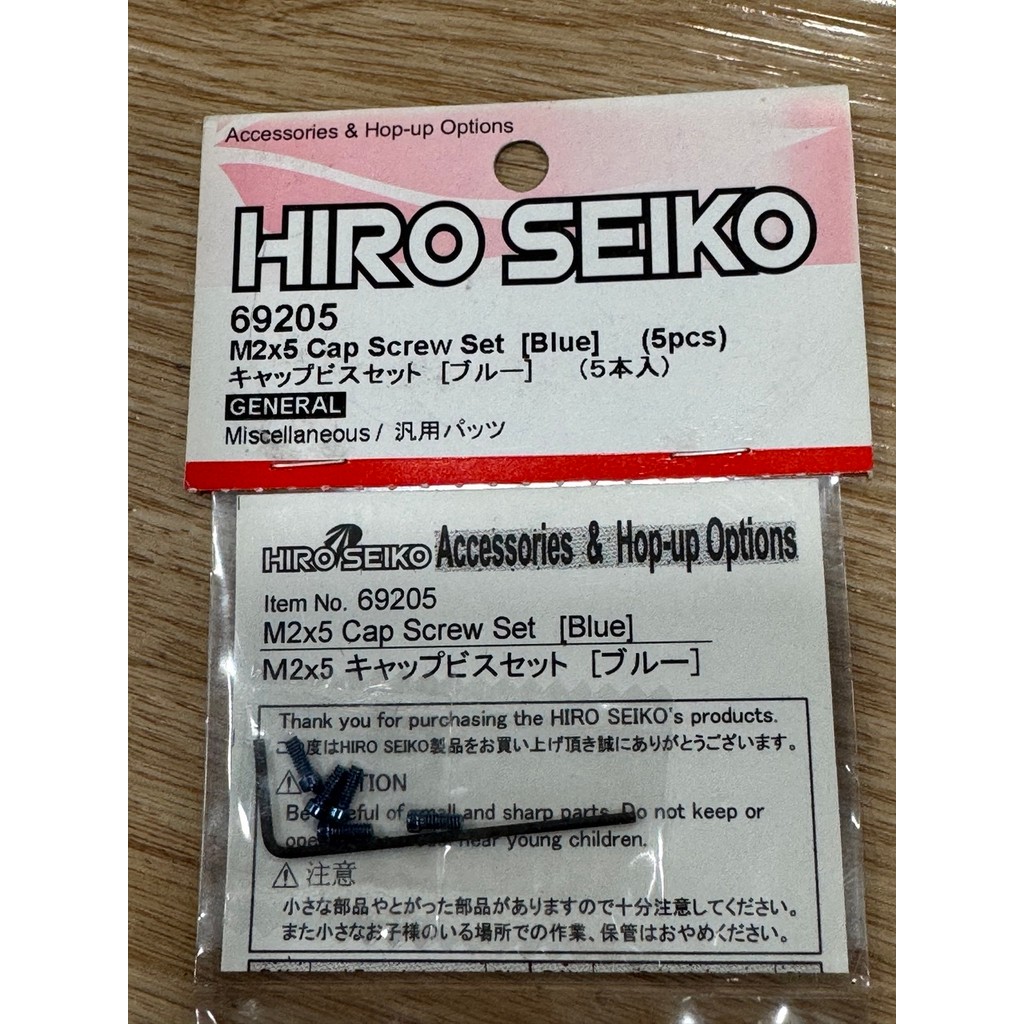 Accessories & Hop-up Options
HIRO SEIKO
69205
M2x5 Cap Screw Set [Blue] (5pcs)
キャップビスセット [ブルー] (5本入)
GENERAL
Miscellaneous / 汎用パッツ
HIRO SEIKO Accessories & Hop-up Options
Item No. 69205
M2x5 Cap Screw Set [Blue]
M2x5 キャップビスセット [ブルー]
Thank you for purchasing the HIRO SEIKO's products.
度はHIRO SEIKO製品をお買い上げ頂き誠にありがとうございます。
and sharp parts. Do not keep or
near young children.
注意
小さな部品やとがった部品がありますので十分注意してください。
また小さなお子様のいる場所での作業、保管はおやめください。